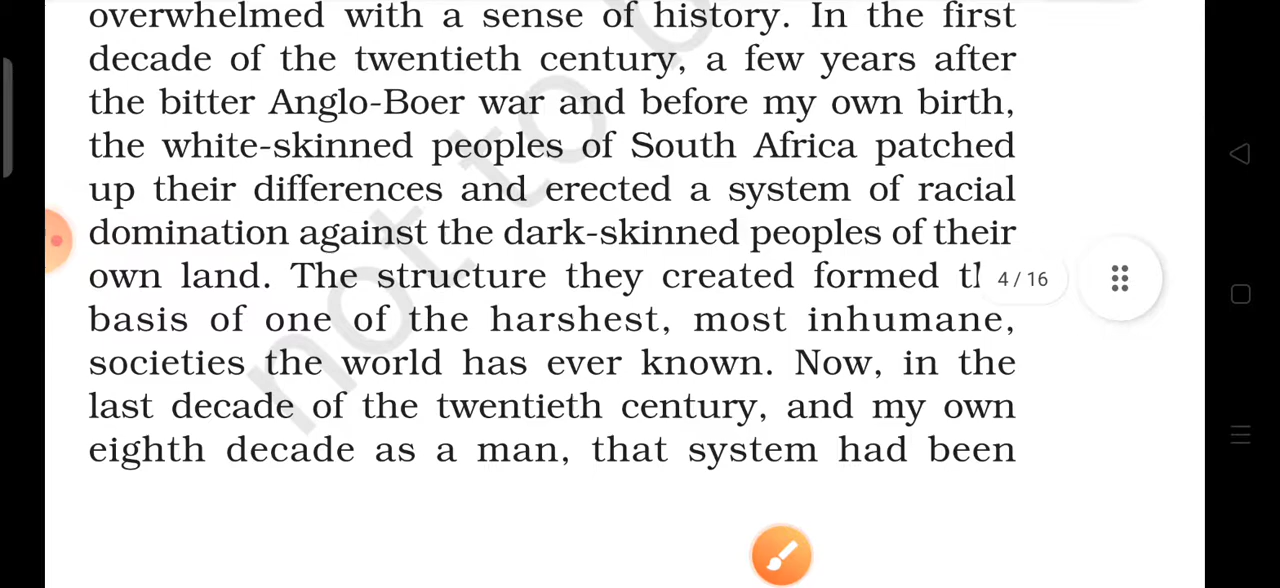 overwhelmed with a sense of history. In the first
decade of the twentieth century, a few years after
the bitter Anglo-Boer war and before my own birth,
the white-skinned peoples of South Africa patched
up their differences and erected a system of racial
domination against the dark-skinned peoples of their
own land. The structure they created formed
4 / 16
basis of one of the harshest, most inhumane,
societies the world has ever known. Now, in the
last decade of the twentieth century, and my own
eighth decade as a man, that system had been
not to